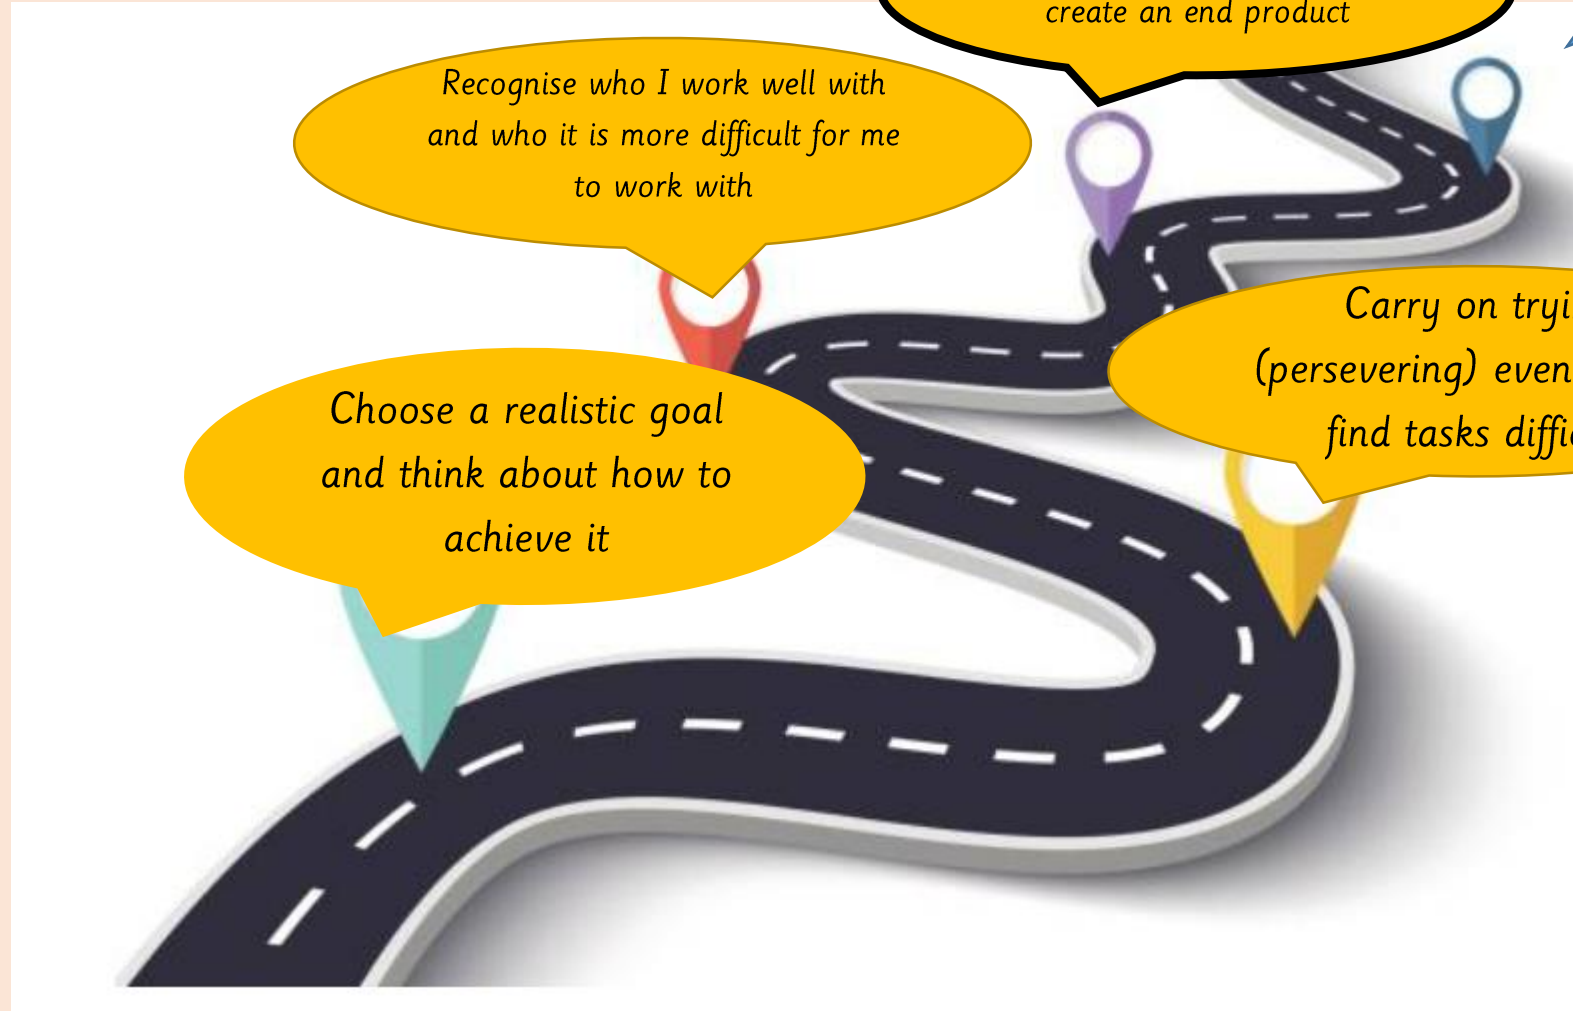 create an end product
Recognise who I work well with
and who it is more difficult for me
to work with
Carry on
(persevering) even
find tasks
Choose a realistic goal
and think about how to
achieve it